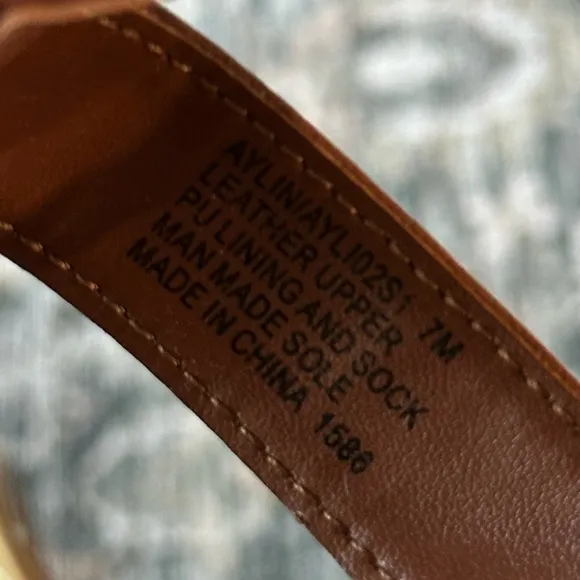 AYLIN/AYLI02S1 7M
LEATHER UPPER
PU LINING AND SOCK
MAN MADE SOLE
MADE IN CHINA 1586